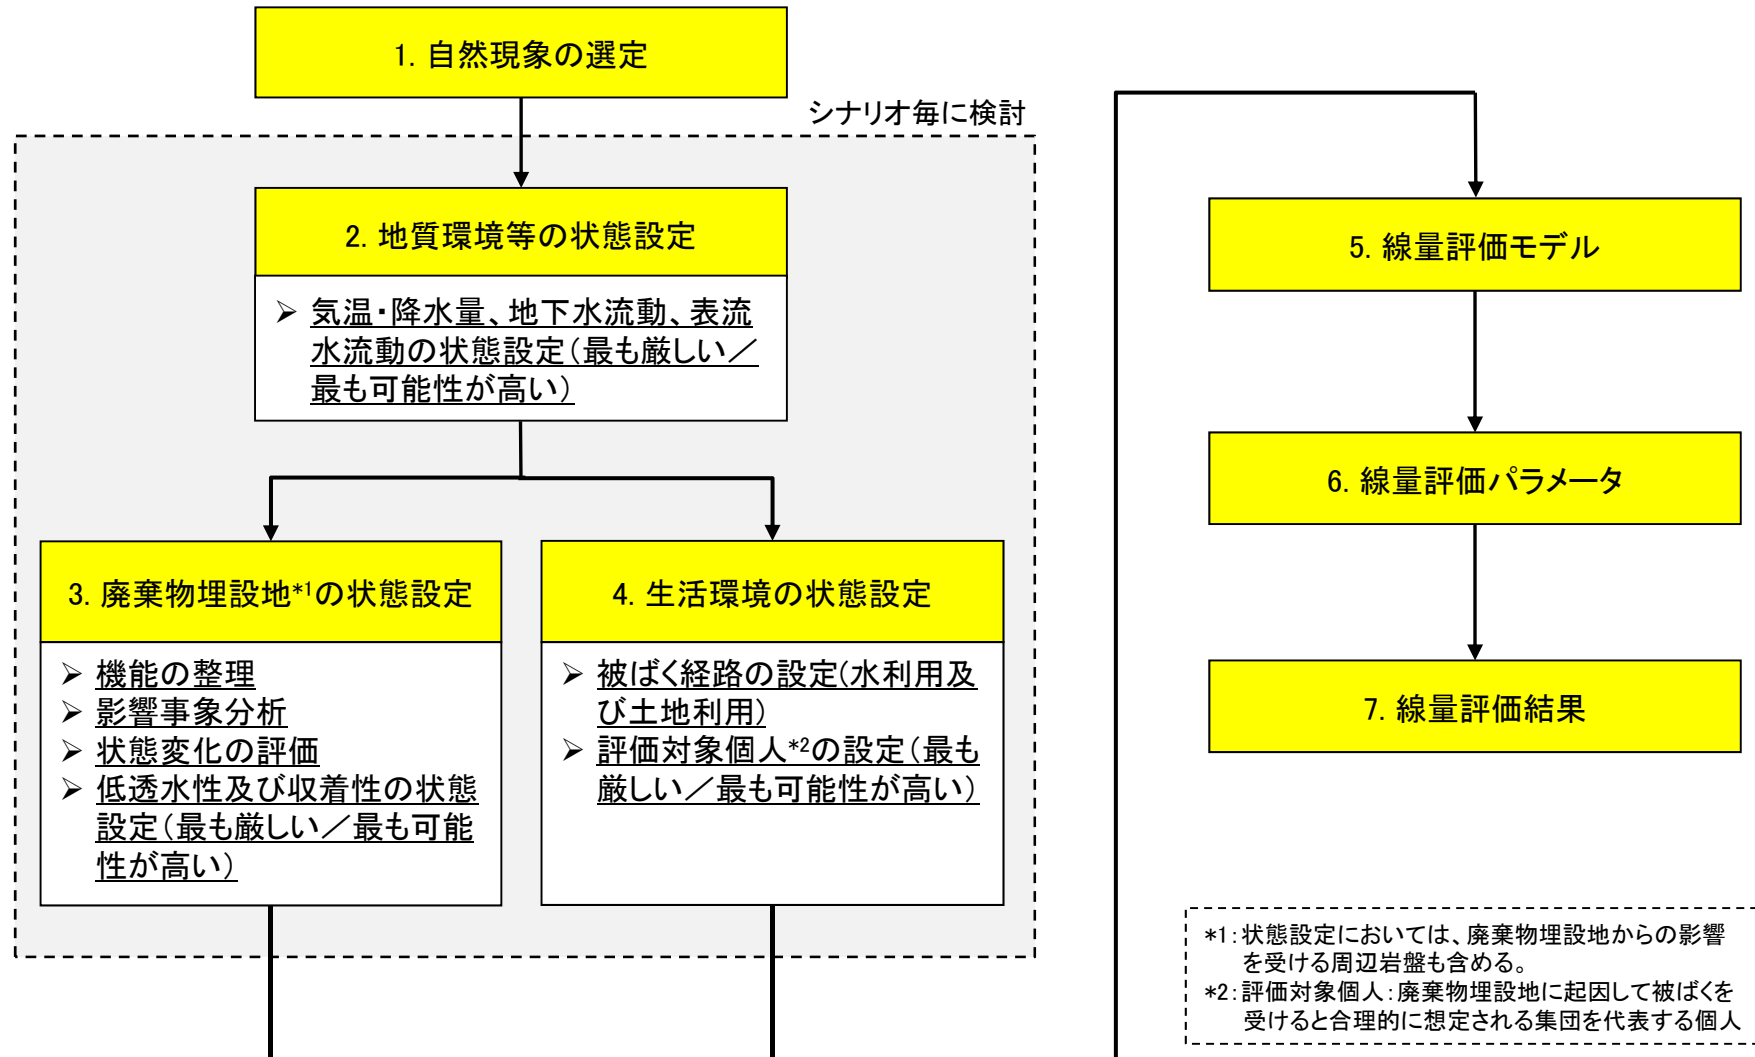 1. 自然現象の選定
シナリオ毎に検討
2. 地質環境等の状態設定
➢ 気温・降水量、地下水流動、表流
水流動の状態設定(最も厳しい／
最も可能性が高い)
3. 廃棄物埋設地*1の状態設定
➢ 機能の整理
➢ 影響事象分析
➢ 状態変化の評価
➢ 低透水性及び収着性の状態
設定(最も厳しい／最も可能
性が高い)
4. 生活環境の状態設定
➢ 被ばく経路の設定(水利用及
び土地利用)
➢ 評価対象個人*2の設定(最も
厳しい／最も可能性が高い)
5. 線量評価モデル
6. 線量評価パラメータ
7. 線量評価結果
*1：状態設定においては、廃棄物埋設地からの影響
を受ける周辺岩盤も含める。
*2：評価対象個人：廃棄物埋設地に起因して被ばくを
受けると合理的に想定される集団を代表する個人